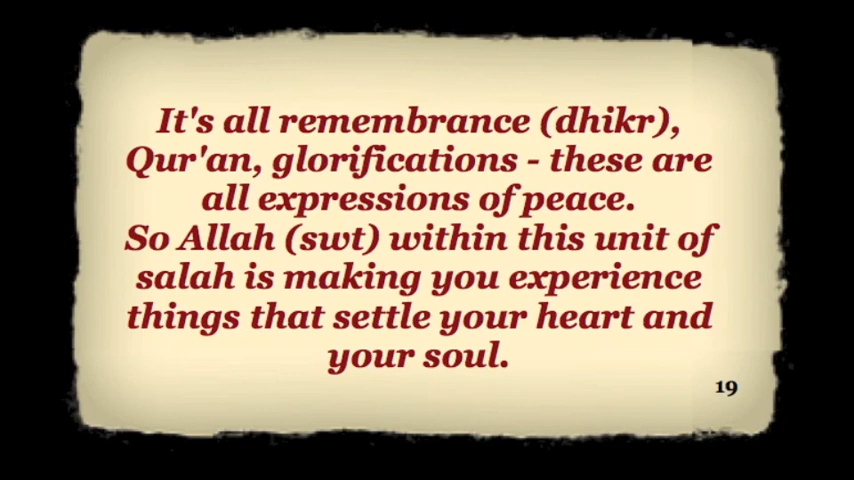 It's all remembrance (dhikr),
Qur'an, glorifications - these are
all expressions of peace.
So Allah (swt) within this unit of
salah is making you experience
things that settle your heart and
your soul.
19